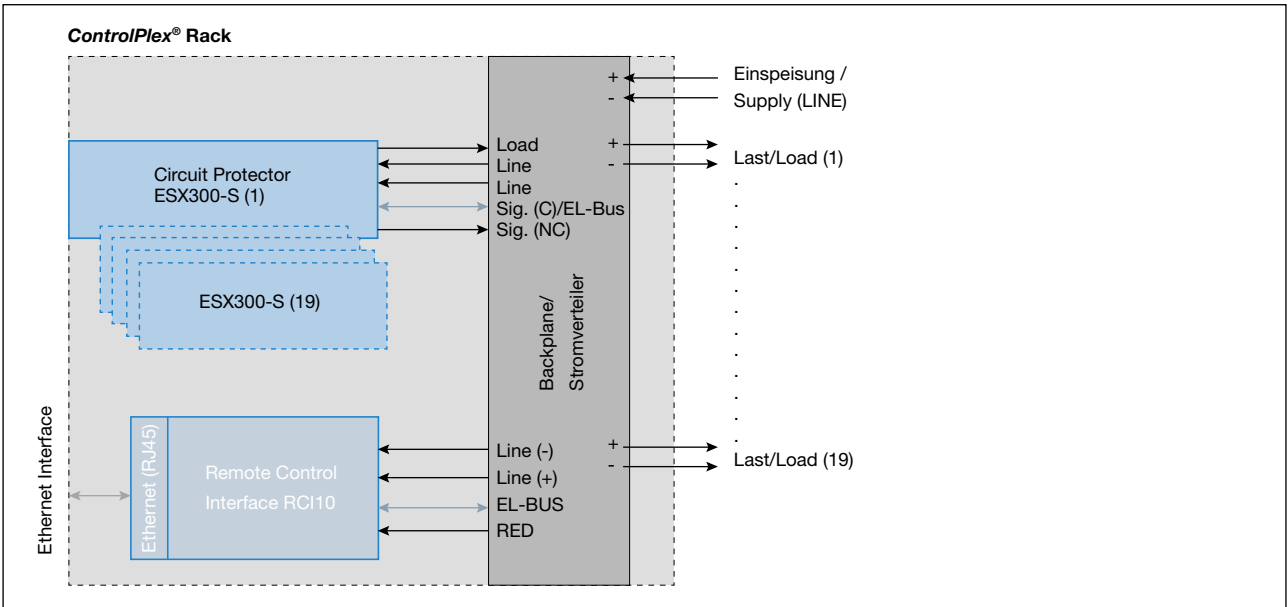 ControlPlex® Rack
+
-
Einspeisung /
Supply (LINE)
Circuit Protector
ESX300-S (1)
Load
Line
Line
Sig. (C)/EL-Bus
Sig. (NC)
+
-
Last/Load (1)
.
.
.
.
.
.
.
.
.
.
.
.
ESX300-S (19)
Backplane/
Stromverteiler
Ethernet Interface
Ethernet (RJ45)
Remote Control
Interface RCI10
Line (-)
Line (+)
EL-BUS
RED
+
-
Last/Load (19)